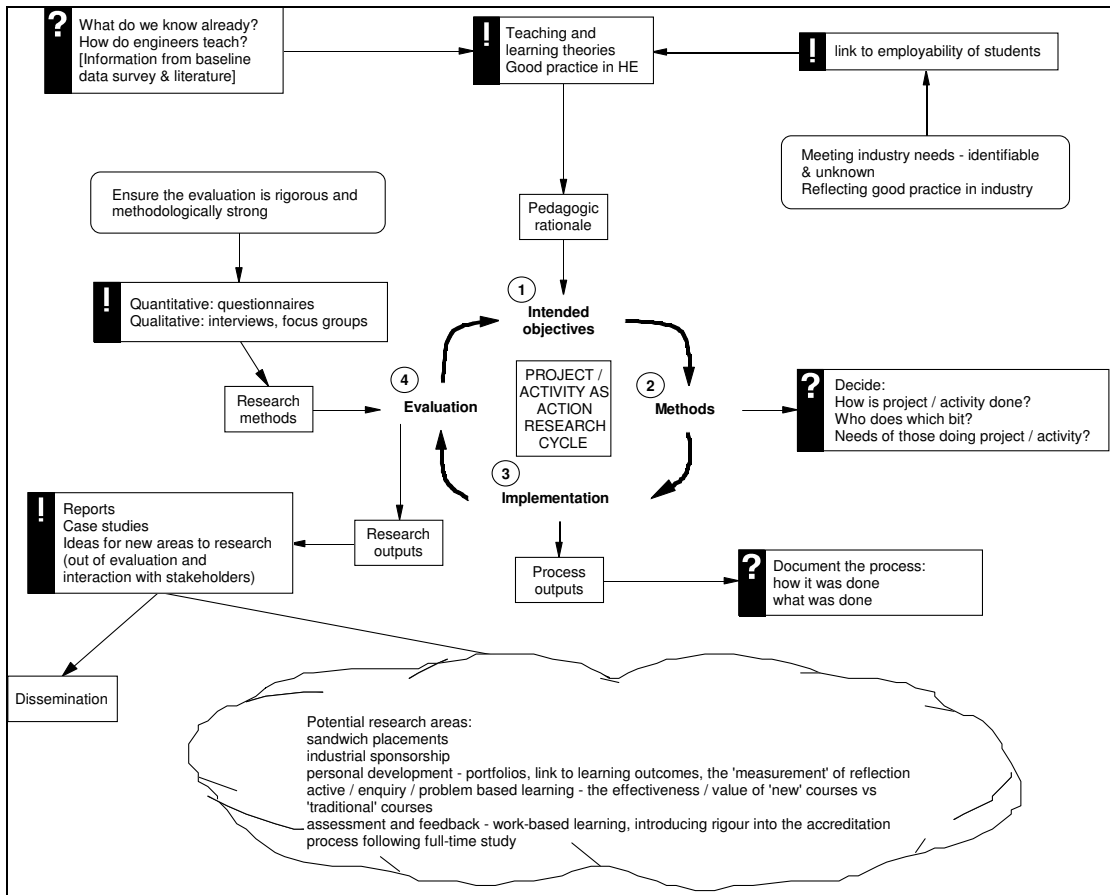 ?
What do we know already?
How do engineers teach?
[Information from baseline
data survey & literature]
!
Teaching and
learning theories
Good practice in HE
!
link to employability of students
Meeting industry needs - identifiable
& unknown
Reflecting good practice in industry
Ensure the evaluation is rigorous and
methodologically strong
Pedagogic
rationale
!
Quantitative: questionnaires
Qualitative: interviews, focus groups
1
Intended
objectives
Research
methods
4
Evaluation
PROJECT /
ACTIVITY AS
ACTION
RESEARCH
CYCLE
2
Methods
?
Decide:
How is project / activity done?
Who does which bit?
Needs of those doing project / activity?
3
Implementation
!
Reports
Case studies
Ideas for new areas to research
(out of evaluation and
interaction with stakeholders)
Research
outputs
Process
outputs
?
Document the process:
how it was done
what was done
Dissemination
Potential research areas:
sandwich placements
industrial sponsorship
personal development - portfolios, link to learning outcomes, the 'measurement' of reflection
active / enquiry / problem based learning - the effectiveness / value of 'new' courses vs
'traditional' courses
assessment and feedback - work-based learning, introducing rigour into the accreditation
process following full-time study